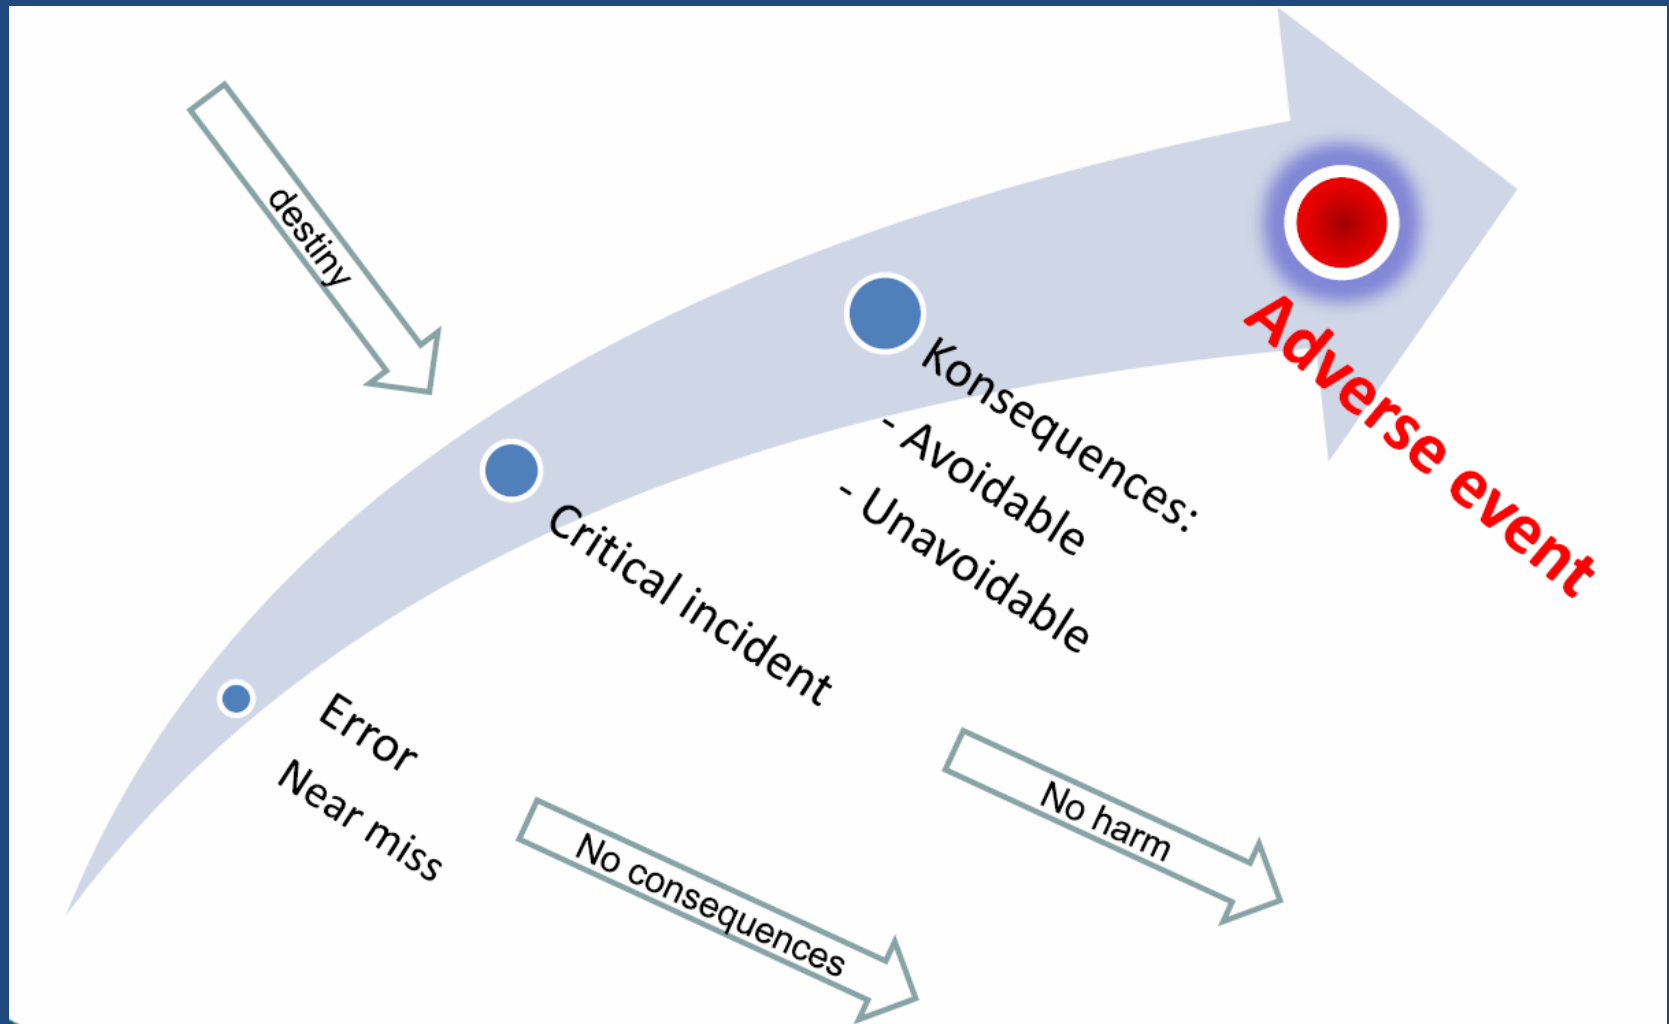 destiny
Konsequences:
- Avoidable
- Unavoidable
Adverse event
Critical incident
Error
Near miss
No consequences
No harm